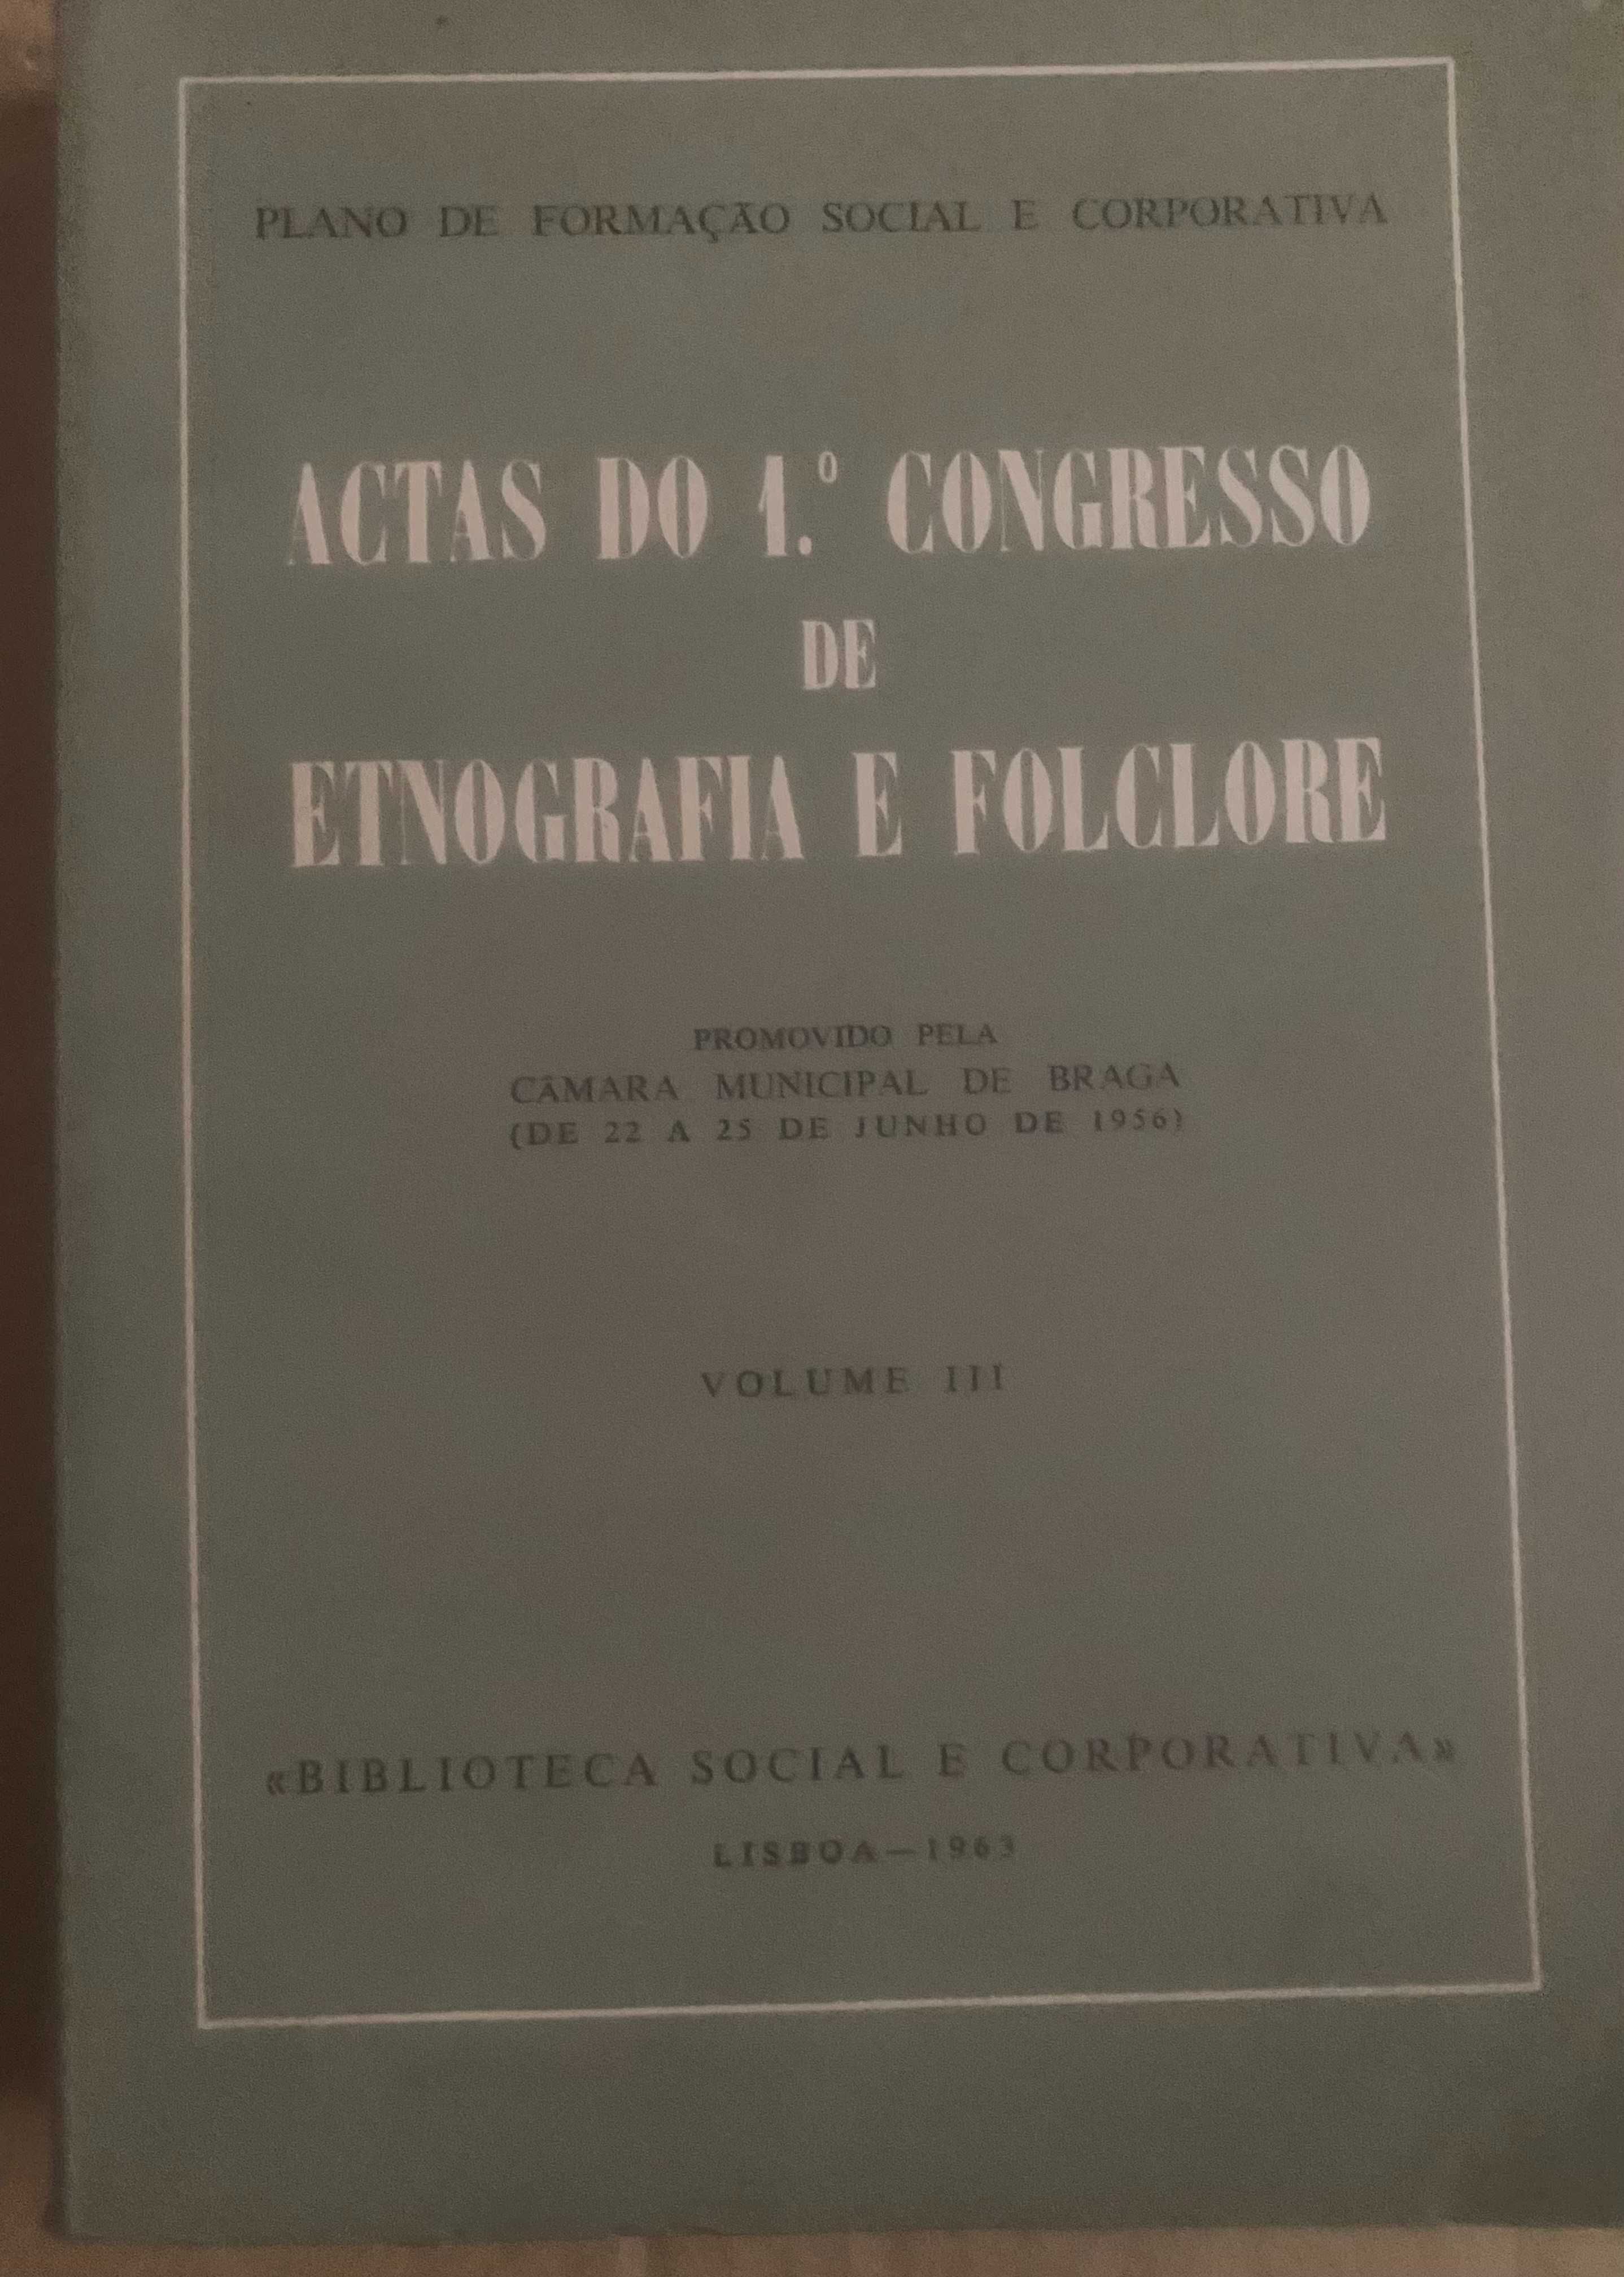 PLANO DE FORMAÇÃO SOCIAL E CORPORATIVA
ACTAS DO 1.º CONGRESSO
DE
ETNOGRAFIA E FOLCLORE
PROMOVIDO PELA
CÂMARA MUNICIPAL DE BRAGA
(DE 22 A 25 DE JUNHO DE 1956)
VOLUME III
«BIBLIOTECA SOCIAL E CORPORATIVA»
LISBOA—1963